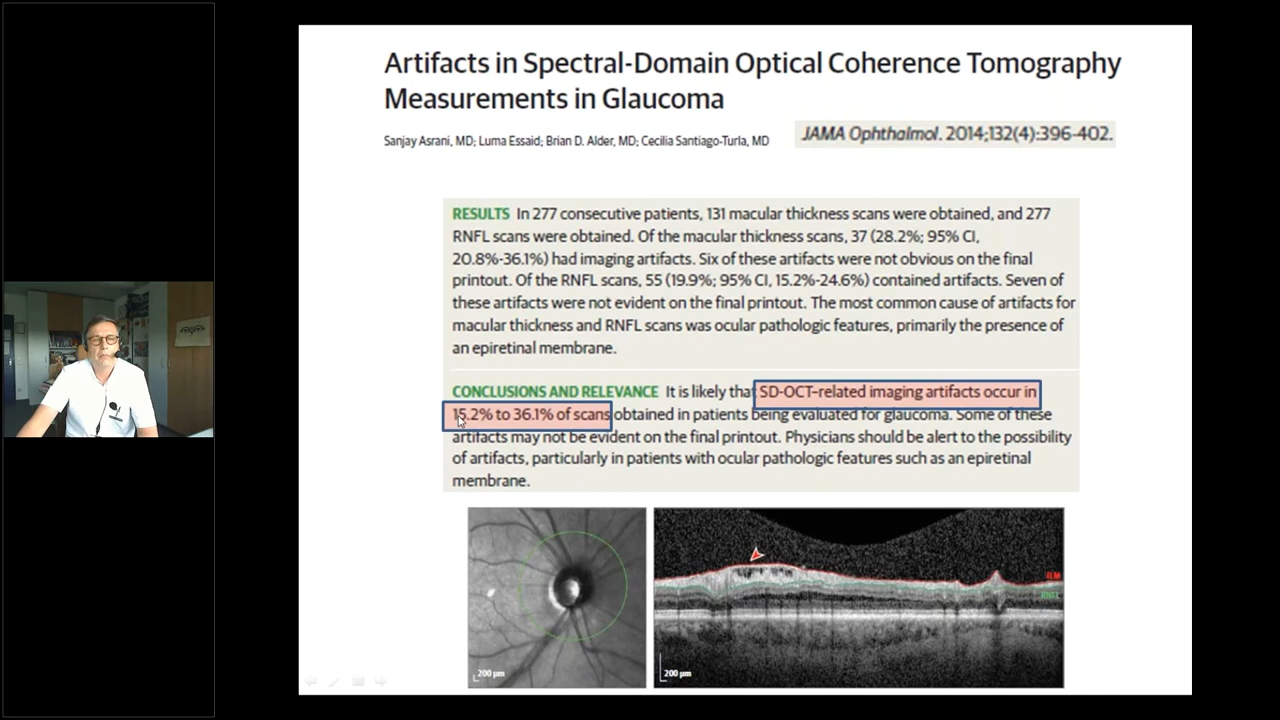 Artifacts in Spectral-Domain Optical Coherence Tomography
Measurements in Glaucoma
Sanjay Asrani, MD; Luma Essaid; Brian D. Alder, MD; Cecilia Santiago-Turla, MD
JAMA Ophthalmol. 2014;132(4):396-402.
RESULTS In 277 consecutive patients, 131 macular thickness scans were obtained, and 277
RNFL scans were obtained. Of the macular thickness scans, 37 (28.2%; 95% CI,
20.8%-36.1%) had imaging artifacts. Six of these artifacts were not obvious on the final
printout. Of the RNFL scans, 55 (19.9%; 95% CI, 15.2%-24.6%) contained artifacts. Seven of
these artifacts were not evident on the final printout. The most common cause of artifacts for
macular thickness and RNFL scans was ocular pathologic features, primarily the presence of
an epiretinal membrane.
CONCLUSIONS AND RELEVANCE It is likely that SD-OCT–related imaging artifacts occur in
15.2% to 36.1% of scans obtained in patients being evaluated for glaucoma. Some of these
artifacts may not be evident on the final printout. Physicians should be alert to the possibility
of artifacts, particularly in patients with ocular pathologic features such as an epiretinal
membrane.
ILM
RNFL
200 µm
200 µm